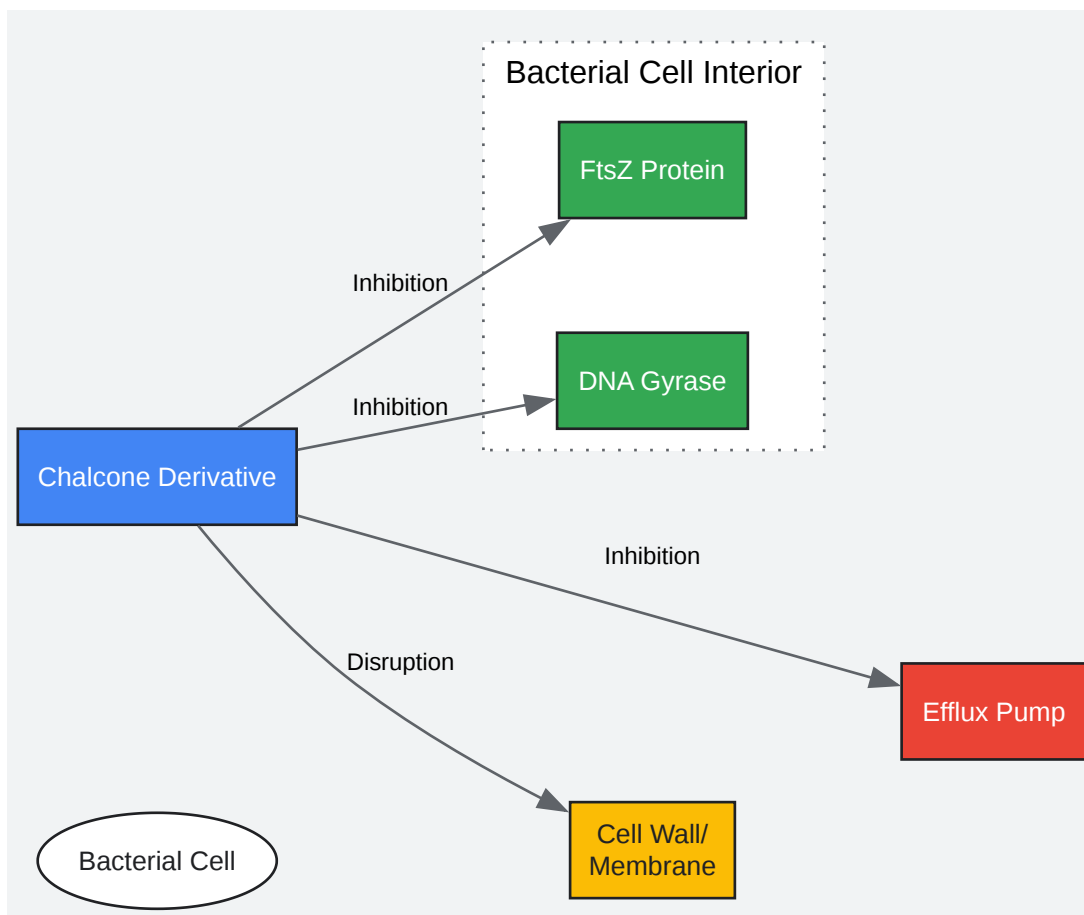 Bacterial Cell Interior
FtsZ Protein
Inhibition
DNA Gyrase
Inhibition
Chalcone Derivative
Inhibition
Disruption
Efflux Pump
Cell Wall/
Membrane
Bacterial Cell